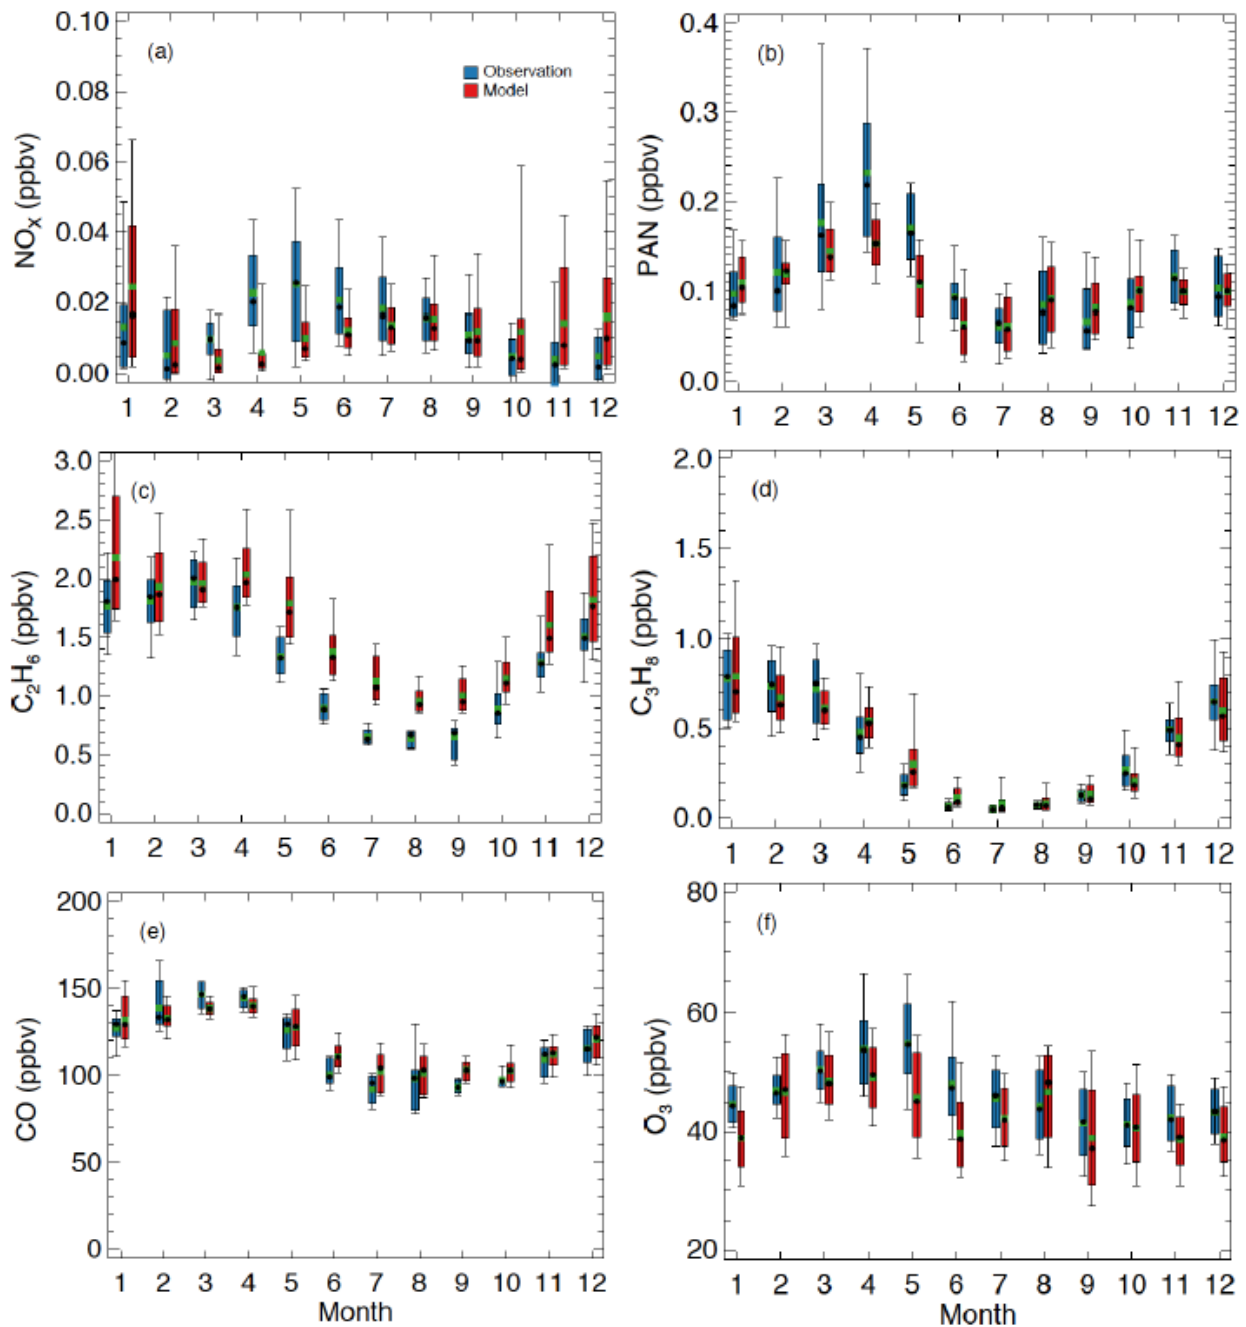 (a)
Observation
Model
NOX (ppbv)
0.10
0.08
0.06
0.04
0.02
0.00
1 2 3 4 5 6 7 8 9 10 11 12
(b)
PAN (ppbv)
0.4
0.3
0.2
0.1
0.0
1 2 3 4 5 6 7 8 9 10 11 12
(c)
C2H6 (ppbv)
3.0
2.5
2.0
1.5
1.0
0.5
0.0
1 2 3 4 5 6 7 8 9 10 11 12
(d)
C3H8 (ppbv)
2.0
1.5
1.0
0.5
0.0
1 2 3 4 5 6 7 8 9 10 11 12
(e)
CO (ppbv)
200
150
100
50
0
1 2 3 4 5 6 7 8 9 10 11 12
Month
(f)
O3 (ppbv)
80
60
40
20
1 2 3 4 5 6 7 8 9 10 11 12
Month